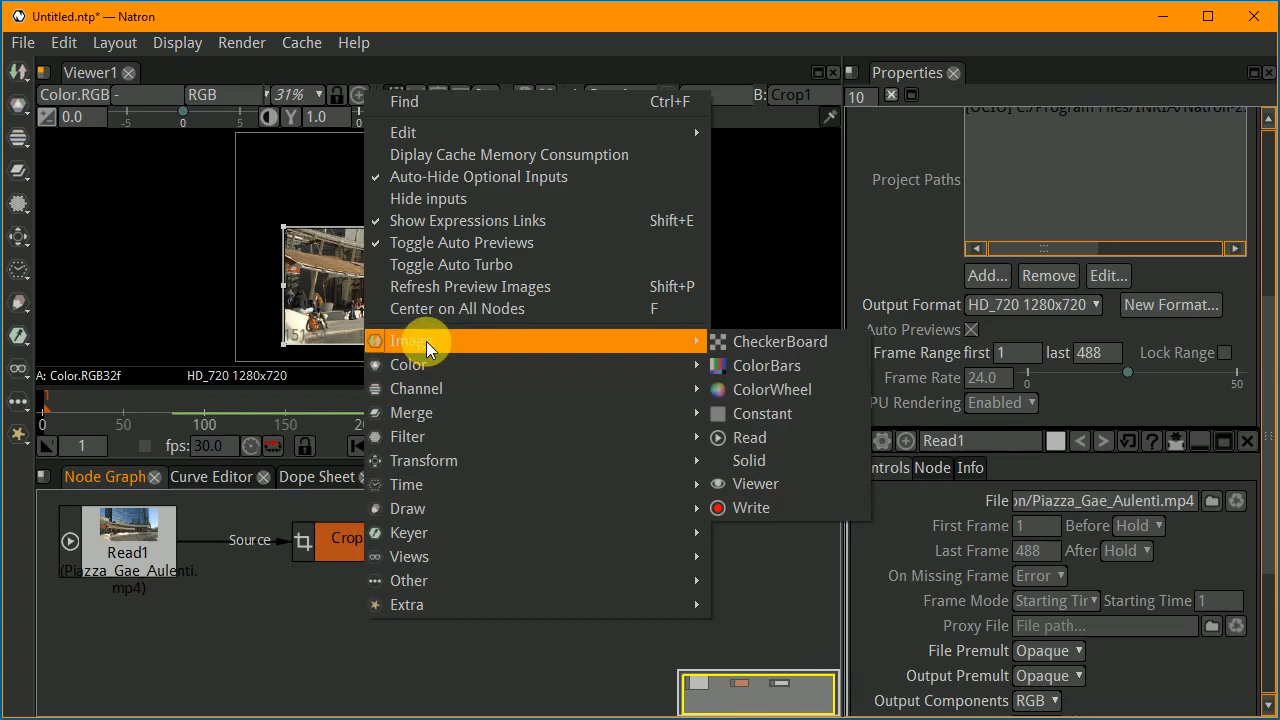 Untitled.ntp* — Natron
File Edit Layout Display Render Cache Help
Viewer1
Color.RGB - RGB 31% B: Crop1
0.0 -5 0 5 Y 1.0
A: Color.RGB32f HD_720 1280x720
0 50 100 150
1 fps: 30.0
Node Graph Curve Editor Dope Sheet
Source Crop
Read1
(Piazza_Gae_Aulenti.
mp4)
Find Ctrl+F
Edit
Diplay Cache Memory Consumption
Auto-Hide Optional Inputs
Hide inputs
Show Expressions Links Shift+E
Toggle Auto Previews
Toggle Auto Turbo
Refresh Preview Images Shift+P
Center on All Nodes F
Image
Color
Channel
Merge
Filter
Transform
Time
Draw
Keyer
Views
Other
Extra
CheckerBoard
ColorBars
ColorWheel
Constant
Read
Solid
Viewer
Write
Properties
10
[OCIO] C:/Program Files/INRIA/Natron-2.
Project Paths
Add... Remove Edit...
Output Format HD_720 1280x720 New Format...
Auto Previews
Frame Range first 1 last 488 Lock Range
Frame Rate 24.0 0 50
PU Rendering Enabled
Read1
ntrols Node Info
File on/Piazza_Gae_Aulenti.mp4
First Frame 1 Before Hold
Last Frame 488 After Hold
On Missing Frame Error
Frame Mode Starting Tir Starting Time 1
Proxy File File path...
File Premult Opaque
Output Premult Opaque
Output Components RGB